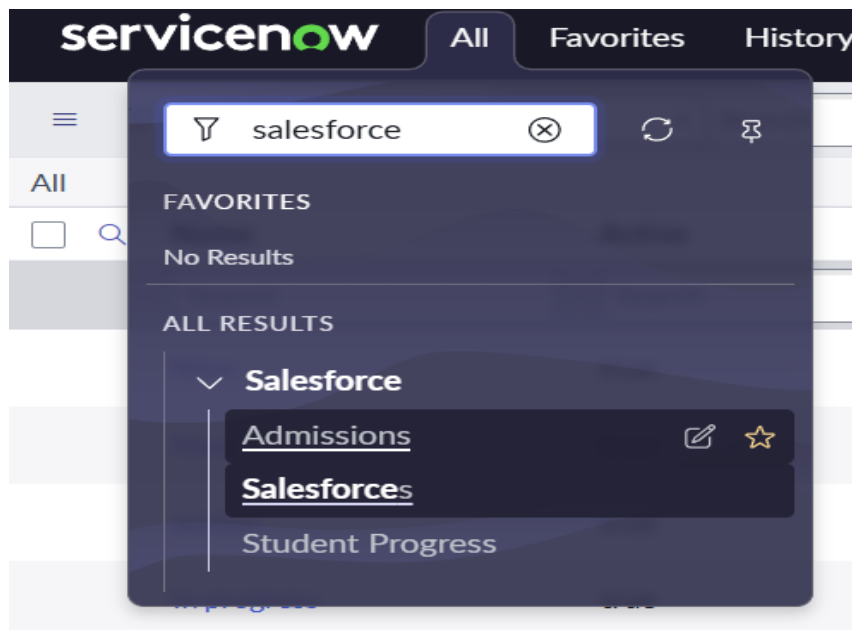 servicenow All Favorites History
salesforce
All
FAVORITES
No Results
ALL RESULTS
Salesforce
Admissions
Salesforces
Student Progress